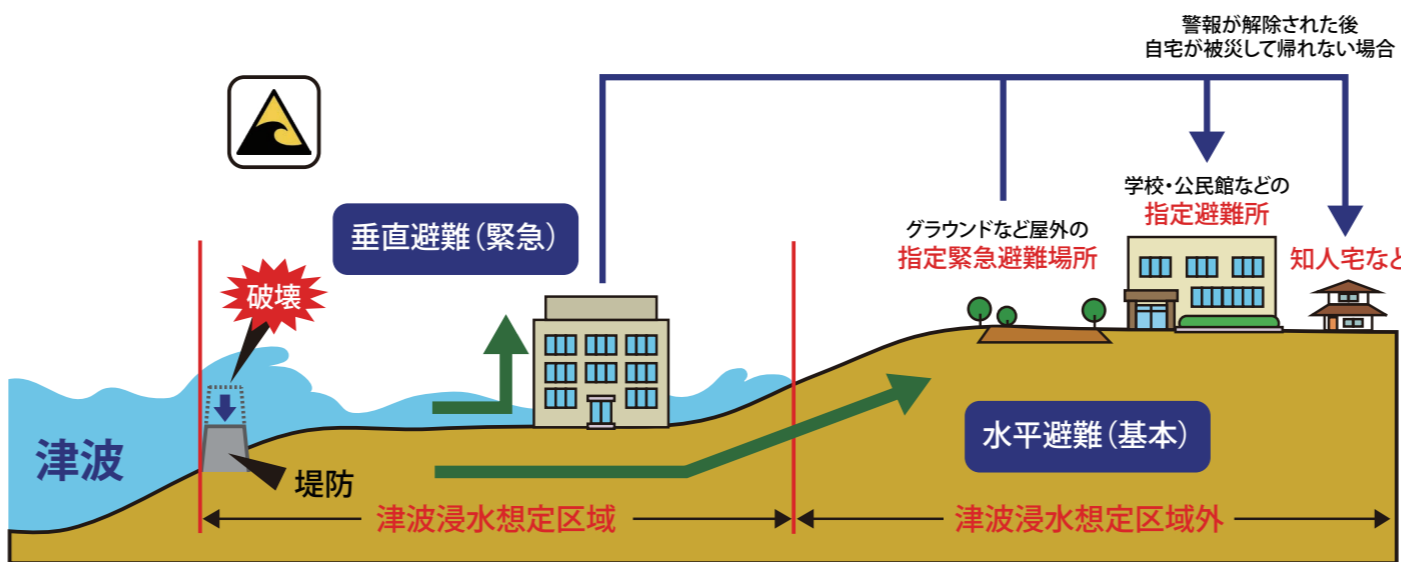 警報が解除された後
自宅が被災して帰れない場合
垂直避難(緊急)
破壊
津波
堤防
グラウンドなど屋外の
指定緊急避難場所
学校・公民館などの
指定避難所
知人宅など
水平避難(基本)
津波浸水想定区域
津波浸水想定区域外